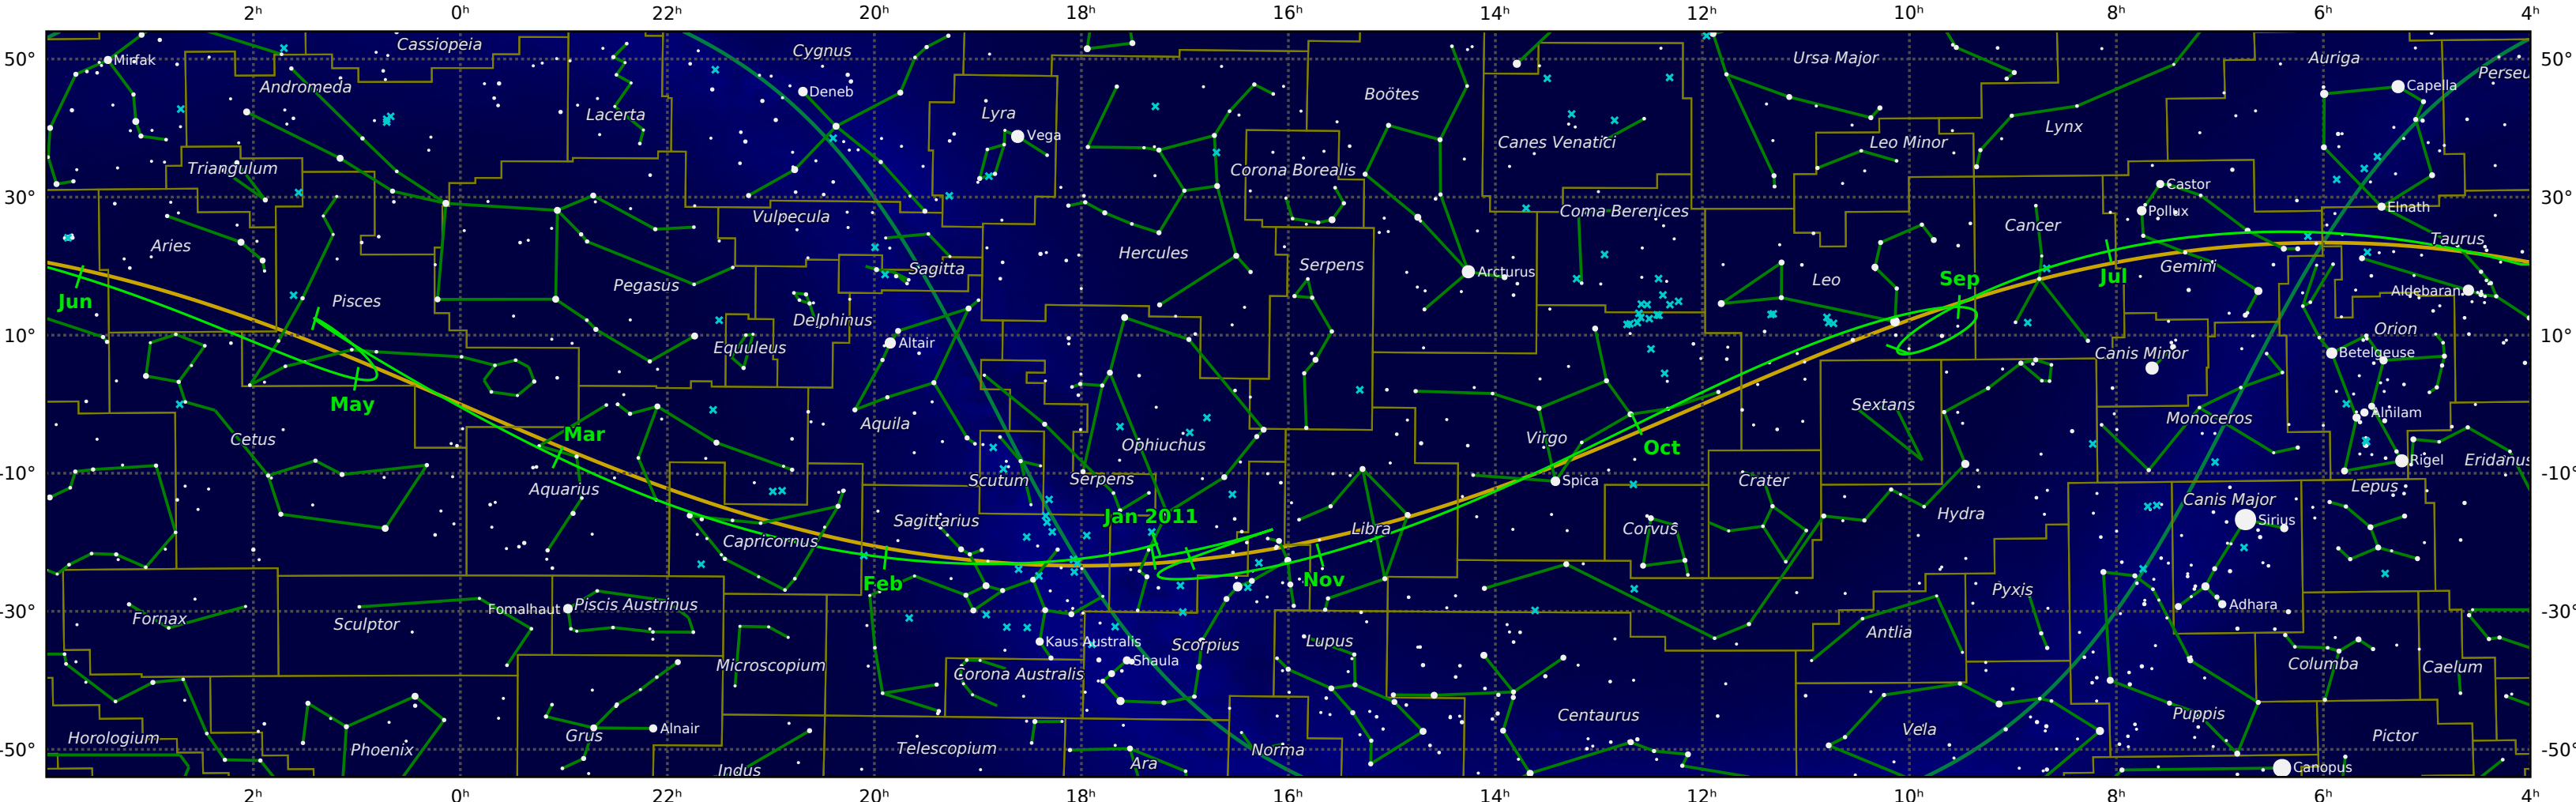 2ʰ 0ʰ 22ʰ 20ʰ 18ʰ 16ʰ 14ʰ 12ʰ 10ʰ 8ʰ 6ʰ 4ʰ
Cassiopeia Cygnus Ursa Major Auriga
50° Mirfak 50°
Perseu
Andromeda Deneb Lyra Boötes Capella
Lacerta Vega Canes Venatici Leo Minor Lynx
Triangulum Corona Borealis Castor
30° 30°
Vulpecula Coma Berenices Pollux Elnath
Aries Hercules Cancer Taurus
Sagitta Serpens Arcturus Gemini
Jun Pisces Pegasus Leo Sep Jul Aldebaran
Delphinus Orion
10° 10°
Equuleus Altair Canis Minor Betelgeuse
May Aquila Sextans Monoceros Alnilam
Cetus Mar Ophiuchus Virgo Oct
Rigel Eridanus
-10° -10°
Aquarius Scutum Serpens Spica Crater Lepus
Sagittarius Jan 2011 Libra Corvus Hydra Canis Major
Sirius
Capricornus
Feb Nov Pyxis
Fomalhaut Piscis Austrinus Adhara
-30° -30°
Fornax Sculptor Antlia
Kaus Australis Scorpius Lupus
Microscopium Shaula Columba Caelum
Corona Australis
Alnair Centaurus Vela Puppis
Horologium Phoenix Grus Telescopium Norma Pictor
-50° -50°
Indus Ara Canopus
2ʰ 0ʰ 22ʰ 20ʰ 18ʰ 16ʰ 14ʰ 12ʰ 10ʰ 8ʰ 6ʰ 4ʰ